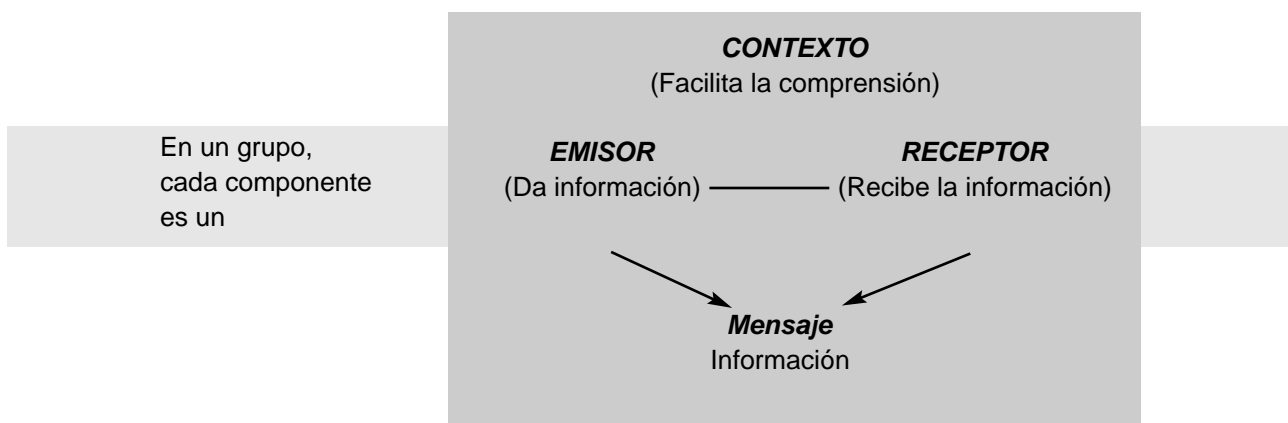 CONTEXTO
(Facilita la comprensión)
En un grupo,
cada componente
es un
EMISOR
(Da información)
RECEPTOR
(Recibe la información)
Mensaje
Información